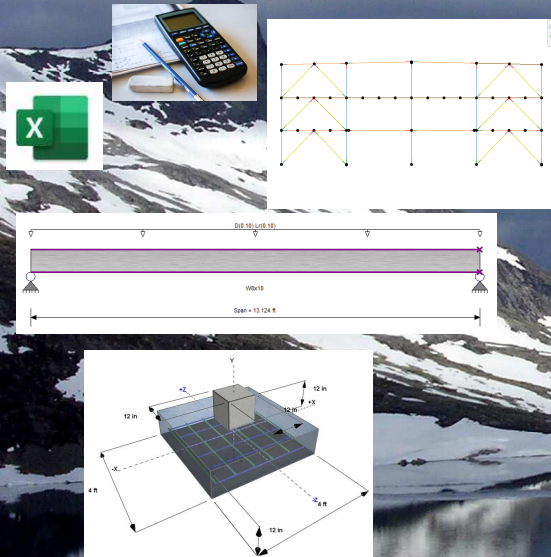 X
D(0.10) Lr(0.10)
W8x10
Span = 13.124 ft
Y
+Z
12 in
12 in
+X
12 in
-X
4 ft
-Z
4 ft
12 in